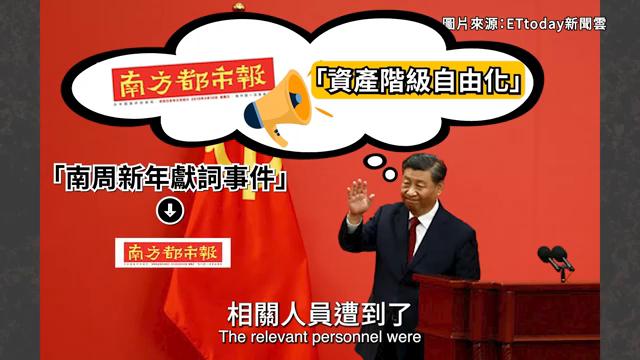 圖片來源:ETtoday新聞雲
南方都市報
「資產階級自由化」
「南周新年獻詞事件」
南方都市報
相關人員遭到了
The relevant personnel were